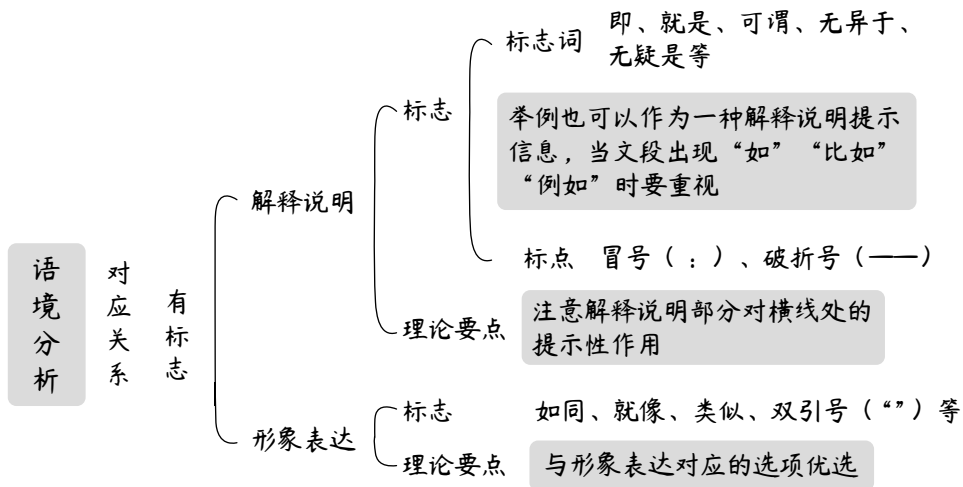 语境分析
对应关系
有标志
解释说明
标志
标志词 即、就是、可谓、无异于、
无疑是等
举例也可以作为一种解释说明提示
信息，当文段出现“如”“比如”
“例如”时要重视
标点 冒号（：）、破折号（——）
理论要点
注意解释说明部分对横线处的
提示性作用
形象表达
标志 如同、就像、类似、双引号（“”）等
理论要点 与形象表达对应的选项优选